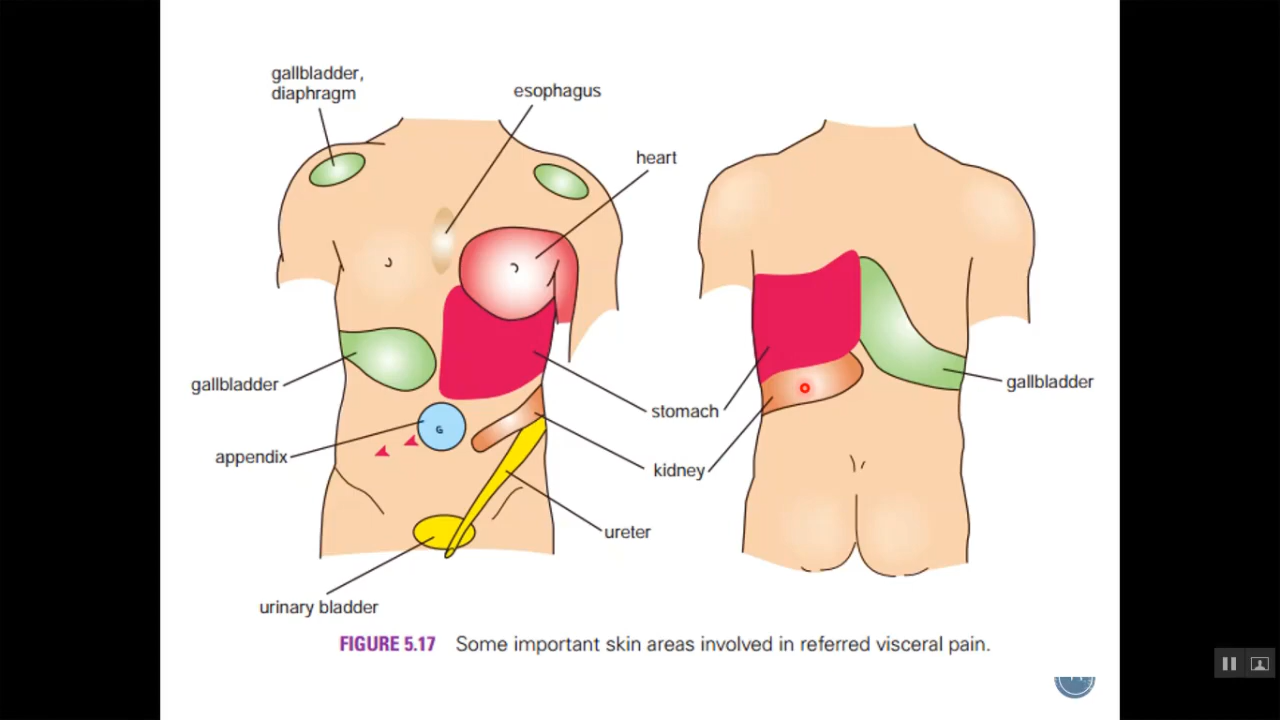 gallbladder,
diaphragm
esophagus
heart
gallbladder
stomach
gallbladder
appendix
kidney
ureter
urinary bladder
FIGURE 5.17 Some important skin areas involved in referred visceral pain.